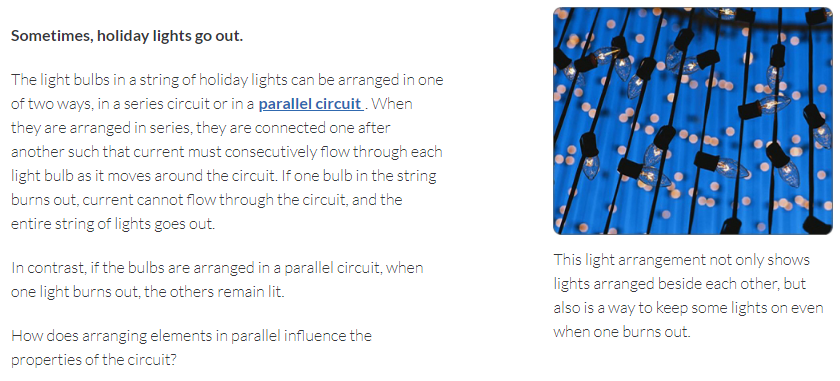 Sometimes, holiday lights go out.
The light bulbs in a string of holiday lights can be arranged in one
of two ways, in a series circuit or in a parallel circuit . When
they are arranged in series, they are connected one after
another such that current must consecutively flow through each
light bulb as it moves around the circuit. If one bulb in the string
burns out, current cannot flow through the circuit, and the
entire string of lights goes out.
In contrast, if the bulbs are arranged in a parallel circuit, when
one light burns out, the others remain lit.
How does arranging elements in parallel influence the
properties of the circuit?
This light arrangement not only shows
lights arranged beside each other, but
also is a way to keep some lights on even
when one burns out.